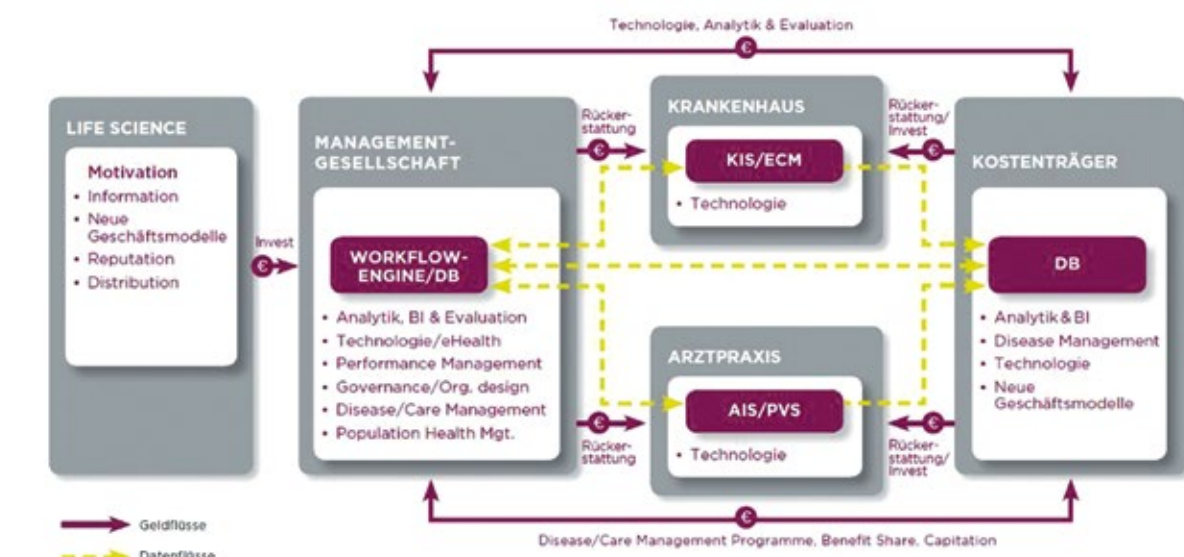 Technologie, Analytik & Evaluation
€
LIFE SCIENCE
Motivation
• Information
• Neue
Geschäftsmodelle
• Reputation
• Distribution
Invest
€
MANAGEMENT-
GESELLSCHAFT
WORKFLOW-
ENGINE/DB
• Analytik, BI & Evaluation
• Technologie/eHealth
• Performance Management
• Governance/Org. design
• Disease/Care Management
• Population Health Mgt.
Rücker-
stattung
€
KRANKENHAUS
KIS/ECM
• Technologie
Rücker-
stattung/
Invest
€
€
Rücker-
stattung
ARZTPRAXIS
AIS/PVS
• Technologie
€
Rücker-
stattung/
Invest
KOSTENTRÄGER
DB
• Analytik & BI
• Disease Management
• Technologie
• Neue
Geschäftsmodelle
€
Disease/Care Management Programme, Benefit Share, Capitation
Geldflüsse
Datenflüsse